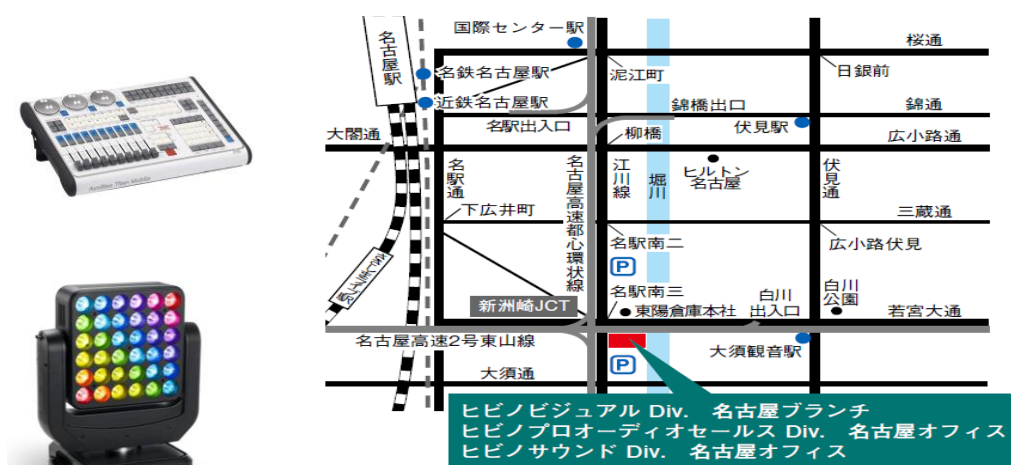 Avolites Titan Mobile
国際センター駅
桜通
名古屋駅
名鉄名古屋駅
泥江町
日銀前
近鉄名古屋駅
錦橋出口
錦通
名駅出入口
伏見駅
大閤通
柳橋
広小路通
名駅通
名古屋高速都心環状線
江川線
堀川
ヒルトン
名古屋
伏見通
下広井町
三蔵通
名駅南二
広小路伏見
P
名駅南三
白川
出入口
白川
公園
新洲崎JCT
東陽倉庫本社
若宮大通
名古屋高速2号東山線
大須観音駅
P
大須通
ヒビノビジュアル Div. 名古屋ブランチ
ヒビノプロオーディオセールス Div. 名古屋オフィス
ヒビノサウンド Div. 名古屋オフィス